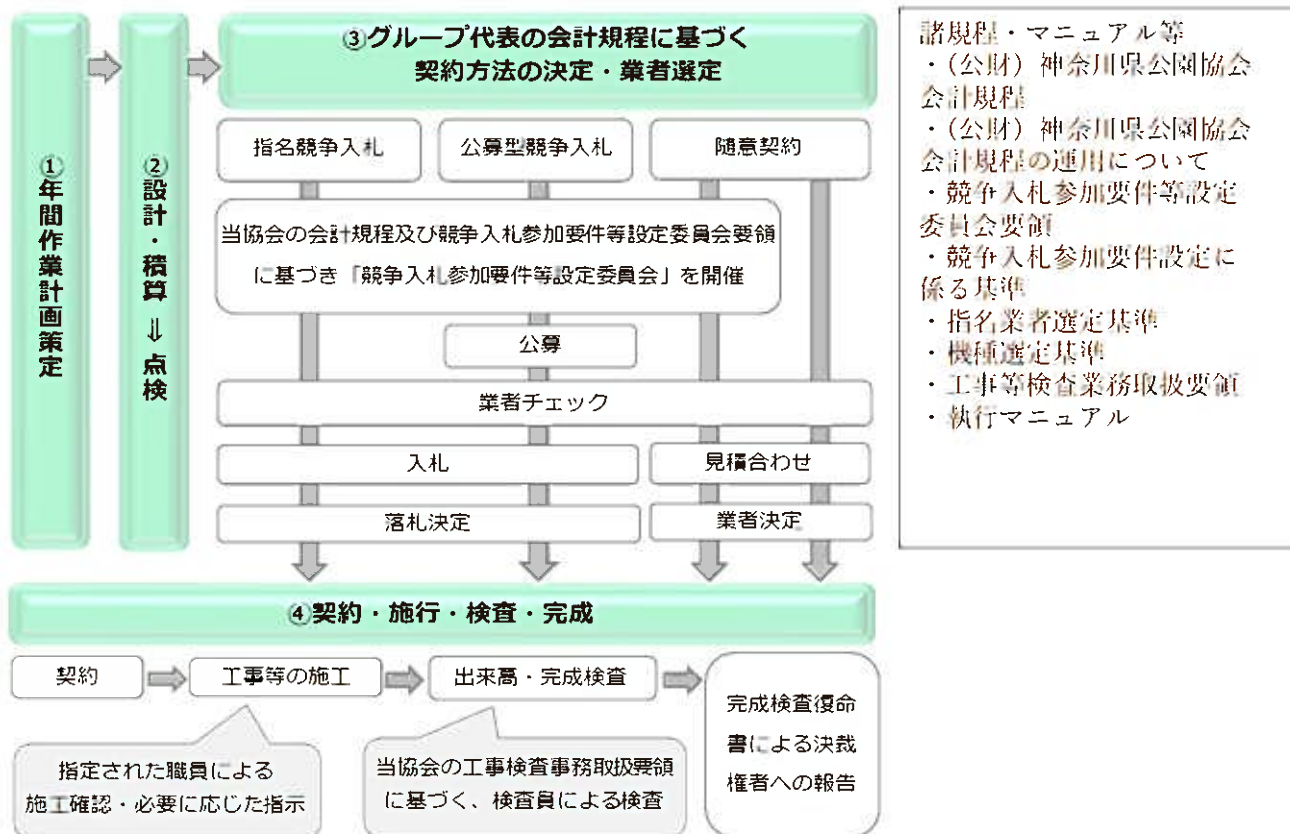 ①年間作業計画策定
②設計・積算⇒点検
③グループ代表の会計規程に基づく
契約方法の決定・業者選定
指名競争入札
公募型競争入札
随意契約
当協会の会計規程及び競争入札参加要件等設定委員会要領
に基づき「競争入札参加要件等設定委員会」を開催
公募
業者チェック
入札
見積合わせ
落札決定
業者決定
④契約・施行・検査・完成
契約
工事等の施工
出来高・完成検査
完成検査復命
書による決裁
権者への報告
指定された職員による
施工確認・必要に応じた指示
当協会の工事検査事務取扱要領
に基づく、検査員による検査
諸規程・マニュアル等
・(公財)神奈川県公園協会
会計規程
・(公財)神奈川県公園協会
会計規程の運用について
・競争入札参加要件等設定
委員会要領
・競争入札参加要件設定に
係る基準
・指名業者選定基準
・機種選定基準
・工事等検査業務取扱要領
・執行マニュアル